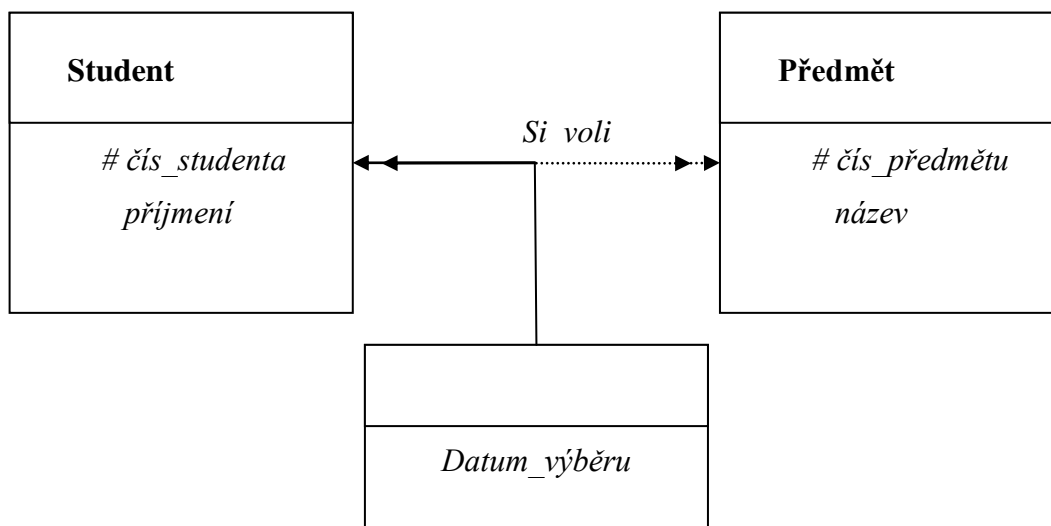 Student
# čís_studenta
příjmení
Si voli
Předmět
# čís_předmětu
název
Datum_výběru